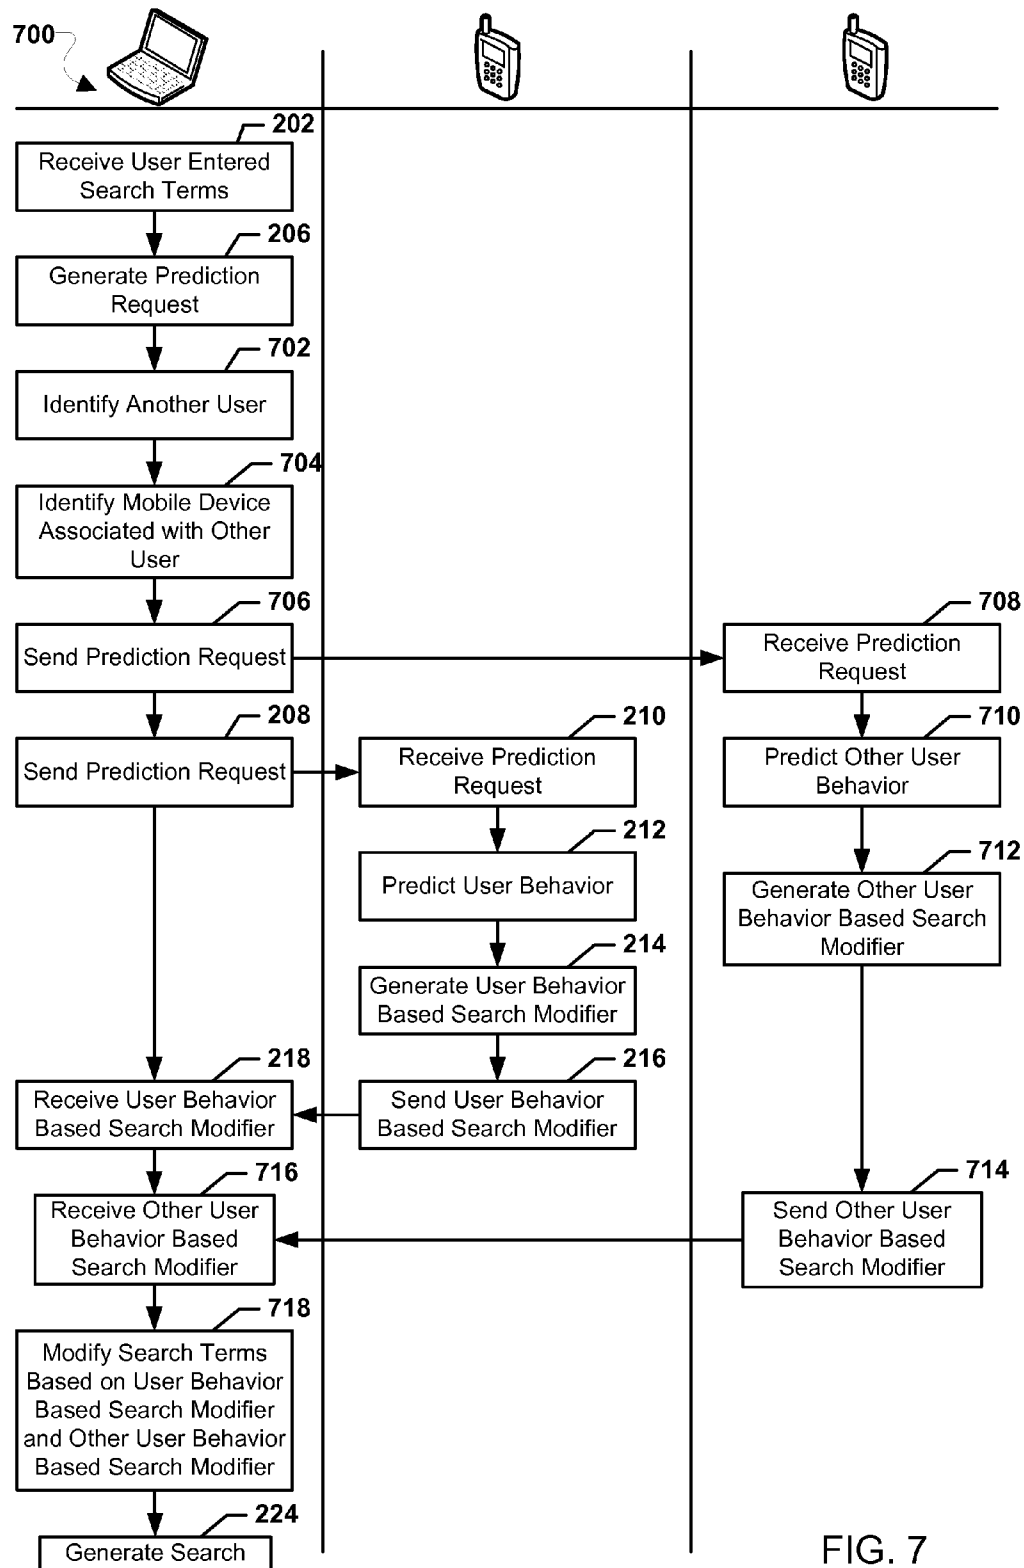 700
202
Receive User Entered
Search Terms
206
Generate Prediction
Request
702
Identify Another User
704
Identify Mobile Device
Associated with Other
User
706
Send Prediction Request
708
Receive Prediction
Request
208
Send Prediction Request
210
Receive Prediction
Request
710
Predict Other User
Behavior
212
Predict User Behavior
712
Generate Other User
Behavior Based Search
Modifier
214
Generate User Behavior
Based Search Modifier
218
Receive User Behavior
Based Search Modifier
216
Send User Behavior
Based Search Modifier
716
Receive Other User
Behavior Based
Search Modifier
714
Send Other User
Behavior Based
Search Modifier
718
Modify Search Terms
Based on User Behavior
Based Search Modifier
and Other User Behavior
Based Search Modifier
224
Generate Search
FIG. 7